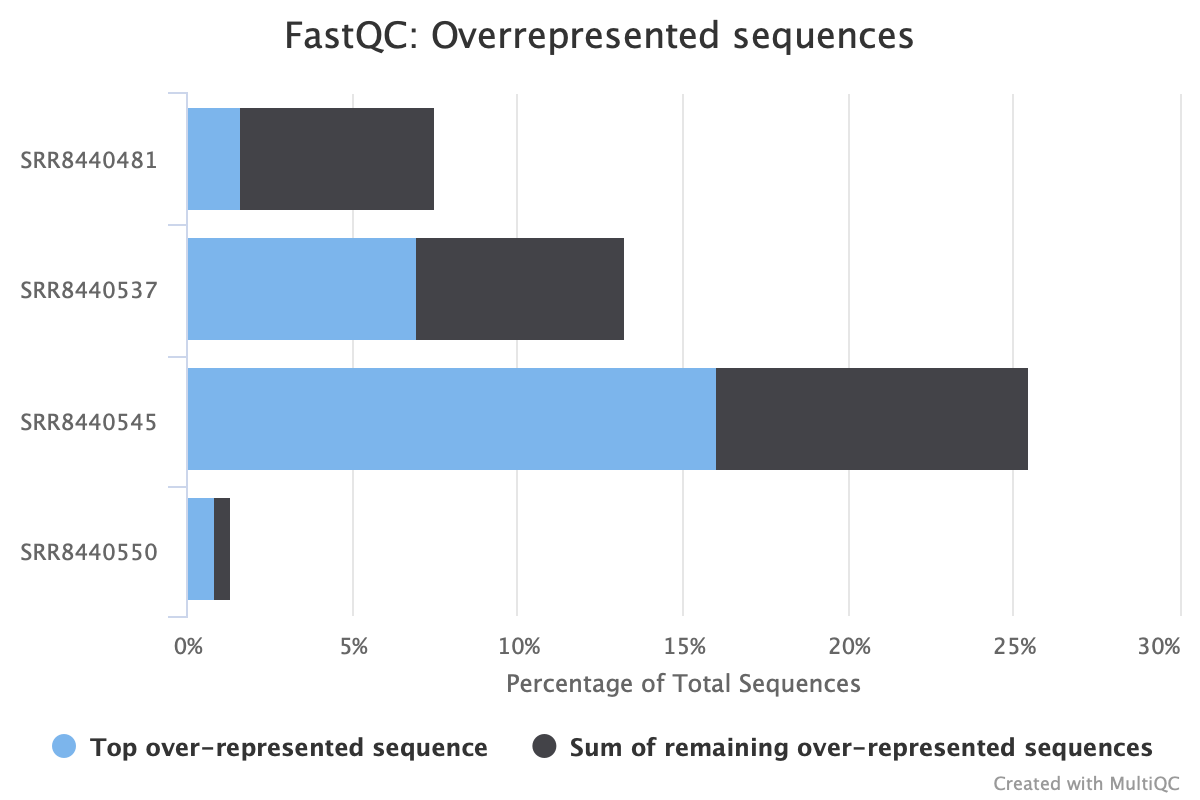 FastQC: Overrepresented sequences
SRR8440481
SRR8440537
SRR8440545
SRR8440550
0% 5% 10% 15% 20% 25% 30%
Percentage of Total Sequences
Top over-represented sequence Sum of remaining over-represented sequences
Created with MultiQC